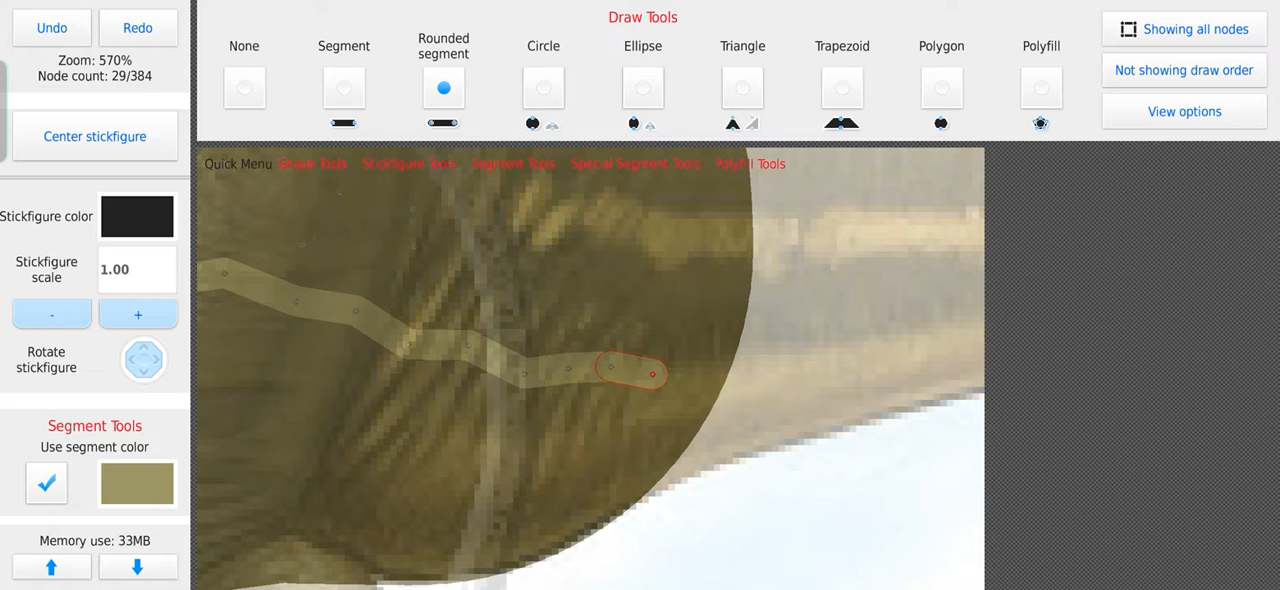 Undo
Redo
Zoom: 570%
Node count: 29/384
Center stickfigure
Stickfigure color
Stickfigure
scale
1.00
-
+
Rotate
stickfigure
Segment Tools
Use segment color
Memory use: 33MB
Draw Tools
None
Segment
Rounded
segment
Circle
Ellipse
Triangle
Trapezoid
Polygon
Polyfill
Showing all nodes
Not showing draw order
View options
Quick Menu Shape Tools Stickfigure Tools Segment Tools Special Segment Tools Polyfill Tools